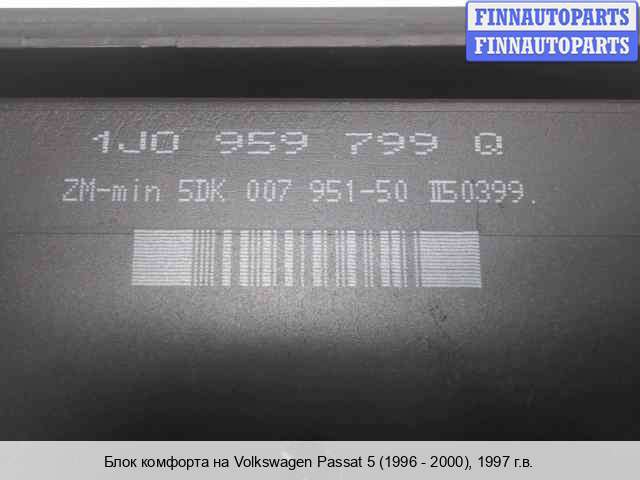 FINNAUTOPARTS
FINNAUTOPARTS
1J0 959 799 Q
ZM-min 5DK 007 951-50 II50399.
Блок комфорта на Volkswagen Passat 5 (1996 - 2000), 1997 г.в.